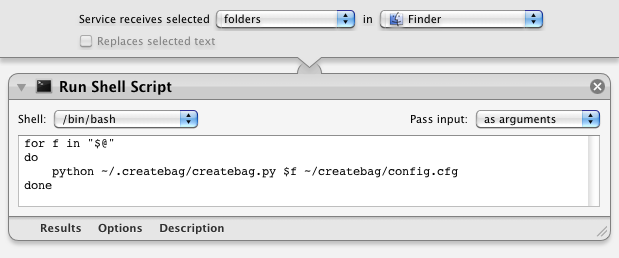 Service receives selected folders in Finder
Replaces selected text
Run Shell Script
Shell: /bin/bash Pass input: as arguments
for f in "$@"
do
    python ~/.createbag/createbag.py $f ~/createbag/config.cfg
done
Results Options Description